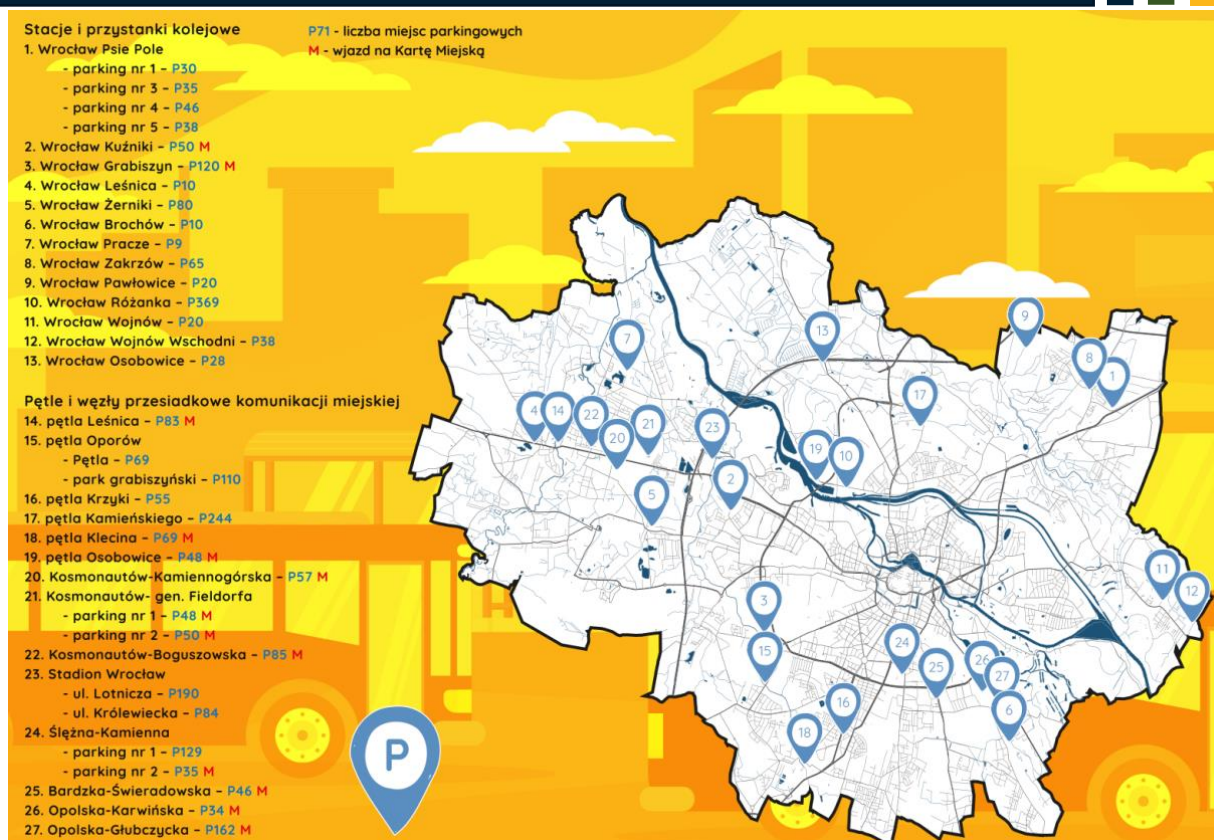 Stacje i przystanki kolejowe
1. Wrocław Psie Pole
- parking nr 1 – P30
- parking nr 3 – P35
- parking nr 4 – P46
- parking nr 5 – P38
2. Wrocław Kuźniki – P50 M
3. Wrocław Grabiszyn – P120 M
4. Wrocław Leśnica – P10
5. Wrocław Żerniki – P80
6. Wrocław Brochów – P10
7. Wrocław Pracze – P9
8. Wrocław Zakrzów – P65
9. Wrocław Pawłowice – P20
10. Wrocław Różanka – P369
11. Wrocław Wojnów – P20
12. Wrocław Wojnów Wschodni – P38
13. Wrocław Osobowice – P28
Pętle i węzły przesiadkowe komunikacji miejskiej
14. pętla Leśnica – P83 M
15. pętla Oporów
- Pętla – P69
- park grabiszyński – P110
16. pętla Krzyki – P55
17. pętla Kamieńskiego – P244
18. pętla Klecina – P69 M
19. pętla Osobowice – P48 M
20. Kosmonautów-Kamiennogórska – P57 M
21. Kosmonautów- gen. Fieldorfa
- parking nr 1 – P48 M
- parking nr 2 – P50 M
22. Kosmonautów-Boguszowska – P85 M
23. Stadion Wrocław
- ul. Lotnicza – P190
- ul. Królewiecka – P84
24. Ślężna-Kamienna
- parking nr 1 – P129
- parking nr 2 – P35 M
25. Bardzka-Świeradowska – P46 M
26. Opolska-Karwińska – P34 M
27. Opolska-Głubczycka – P162 M
P71 - liczba miejsc parkingowych
M - wjazd na Kartę Miejską
P
9
13
7
8
1
17
4
14
22
21
23
20
19
10
2
5
11
12
3
24
15
25
26
27
16
6
18